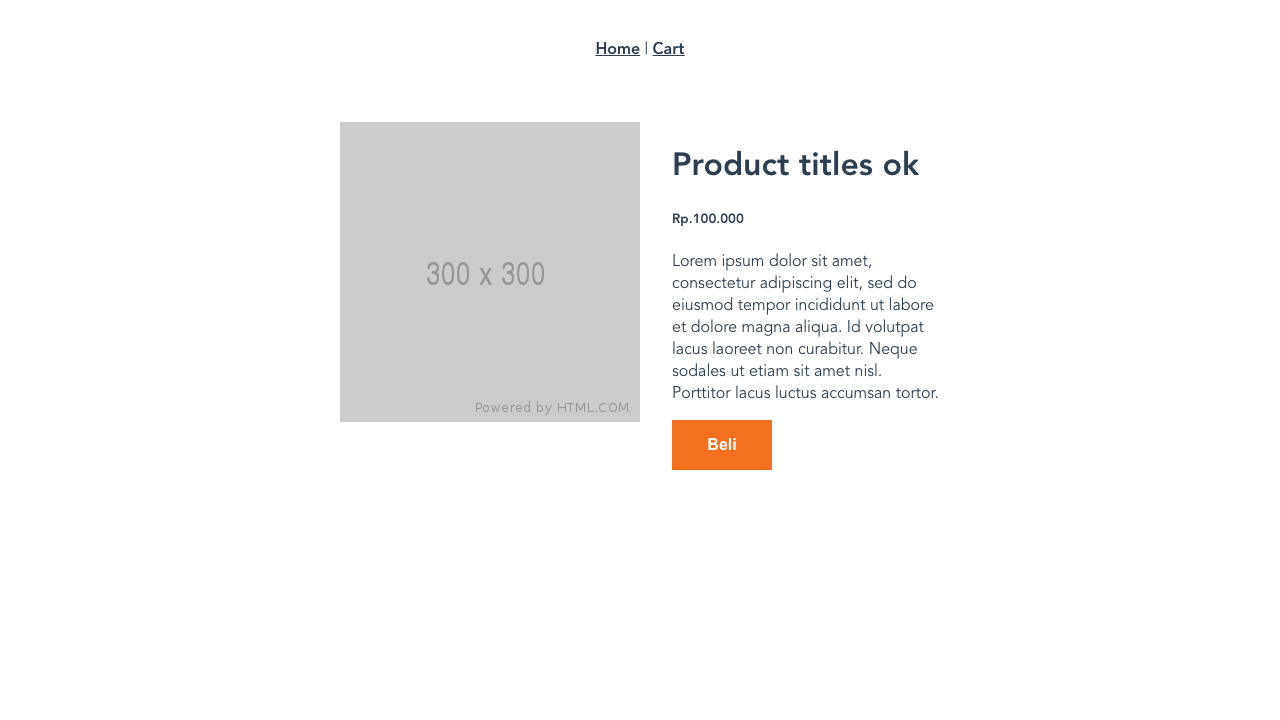 Home | Cart
300 x 300
Powered by HTML.COM
Product titles ok
Rp.100.000
Lorem ipsum dolor sit amet,
consectetur adipiscing elit, sed do
eiusmod tempor incididunt ut labore
et dolore magna aliqua. Id volutpat
lacus laoreet non curabitur. Neque
sodales ut etiam sit amet nisl.
Porttitor lacus luctus accumsan tortor.
Beli